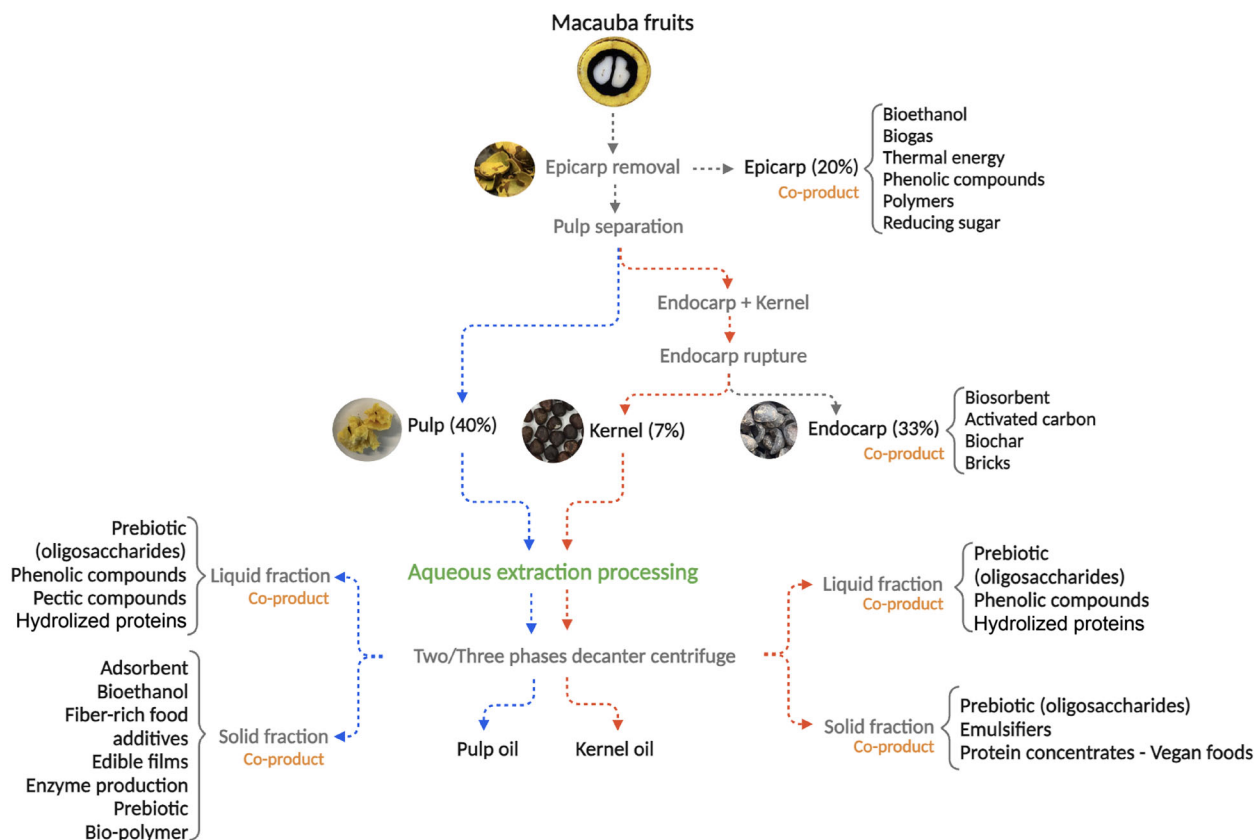 Macauba fruits
Epicarp removal
Epicarp (20%)
Co-product
Bioethanol
Biogas
Thermal energy
Phenolic compounds
Polymers
Reducing sugar
Pulp separation
Endocarp + Kernel
Endocarp rupture
Pulp (40%)
Kernel (7%)
Endocarp (33%)
Co-product
Biosorbent
Activated carbon
Biochar
Bricks
Aqueous extraction processing
Prebiotic
(oligosaccharides)
Phenolic compounds
Pectic compounds
Hydrolized proteins
Liquid fraction
Co-product
Liquid fraction
Co-product
Prebiotic
(oligosaccharides)
Phenolic compounds
Hydrolized proteins
Two/Three phases decanter centrifuge
Adsorbent
Bioethanol
Fiber-rich food
additives
Edible films
Enzyme production
Prebiotic
Bio-polymer
Solid fraction
Co-product
Pulp oil
Kernel oil
Solid fraction
Co-product
Prebiotic (oligosaccharides)
Emulsifiers
Protein concentrates - Vegan foods